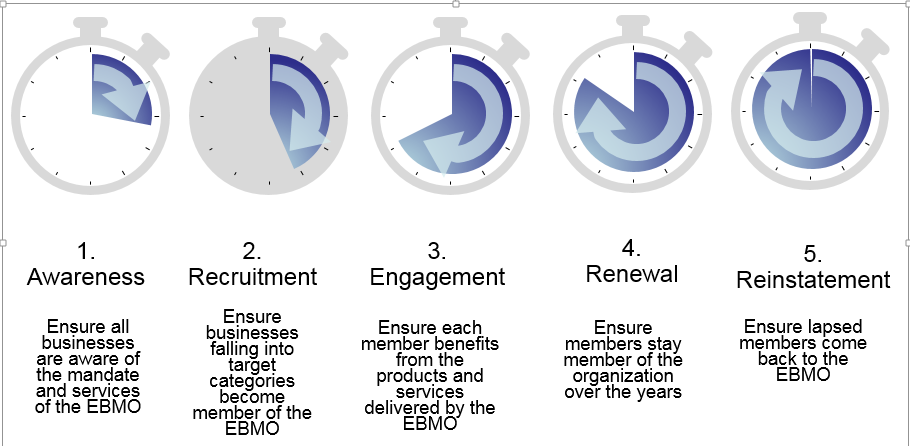 1.
Awareness
Ensure all
businesses
are aware of
the mandate
and services
of the EBMO
2.
Recruitment
Ensure
businesses
falling into
target
categories
become
member of the
EBMO
3.
Engagement
Ensure each
member benefits
from the
products and
services
delivered by the
EBMO
4.
Renewal
Ensure
members stay
member of the
organization
over the years
5.
Reinstatement
Ensure lapsed
members come
back to the
EBMO